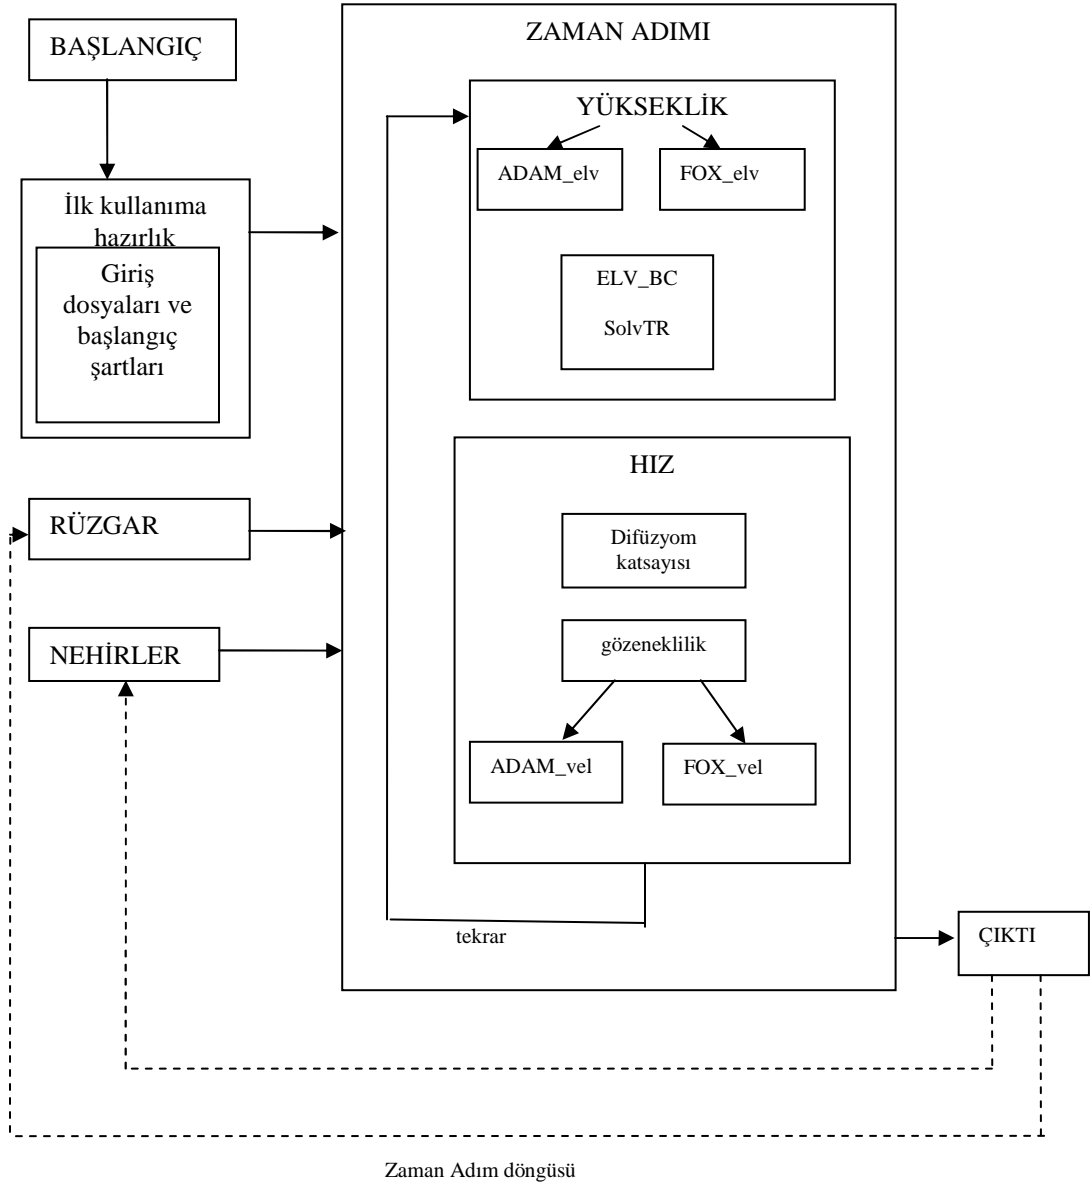 BAŞLANGIÇ
İlk kullanıma
hazırlık
Giriş
dosyaları ve
başlangıç
şartları
RÜZGAR
NEHİRLER
ZAMAN ADIMI
YÜKSEKLİK
ADAM_elv
FOX_elv
ELV_BC
SolvTR
HIZ
Difüzyom
katsayısı
gözeneklilik
ADAM_vel
FOX_vel
tekrar
ÇIKTI
Zaman Adım döngüsü